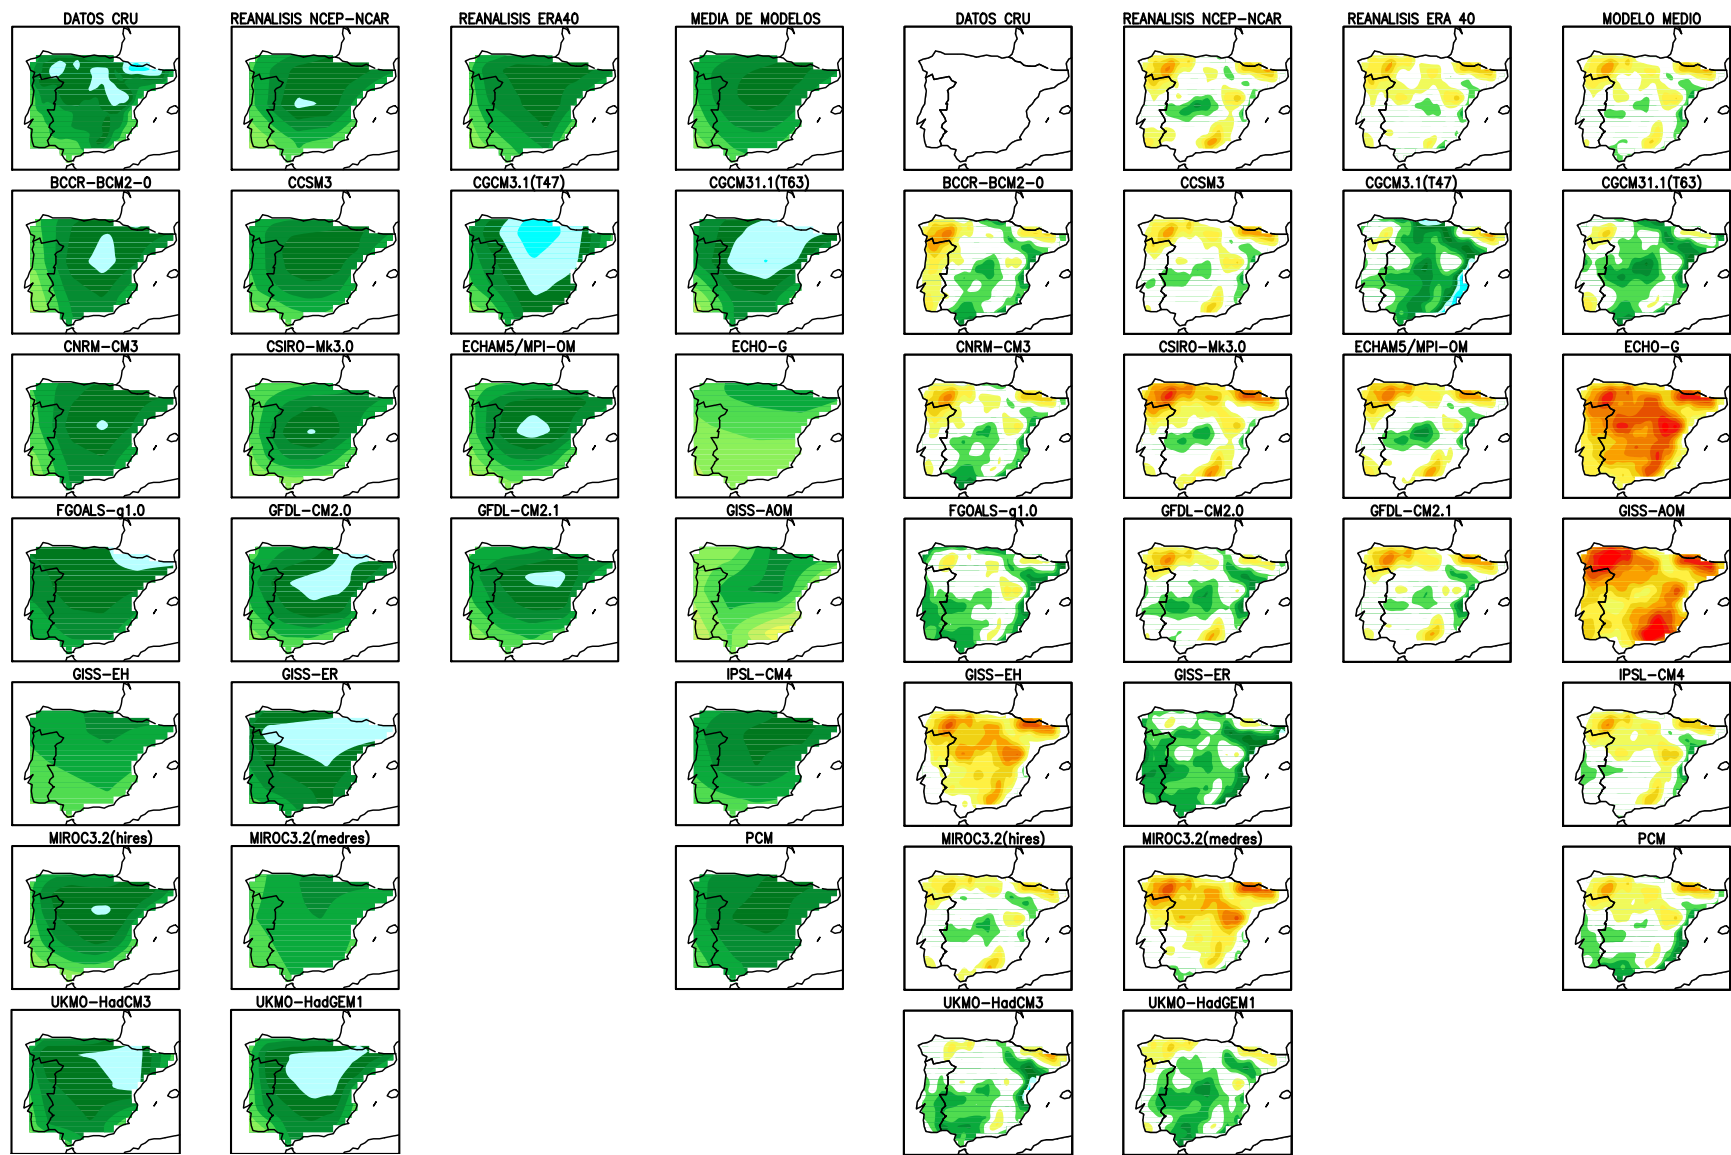 DATOS CRU REANALISIS NCEP-NCAR REANALISIS ERA40 MEDIA DE MODELOS DATOS CRU REANALISIS NCEP-NCAR REANALISIS ERA 40 MODELO MEDIO
BCCR-BCM2-0 CCSM3 CGCM3.1(T47) CGCM31.1(T63) BCCR-BCM2-0 CCSM3 CGCM3.1(T47) CGCM31.1(T63)
CNRM-CM3 CSIRO-Mk3.0 ECHAM5/MPI-OM ECHO-G CNRM-CM3 CSIRO-Mk3.0 ECHAM5/MPI-OM ECHO-G
FGOALS-g1.0 GFDL-CM2.0 GFDL-CM2.1 GISS-AOM FGOALS-g1.0 GFDL-CM2.0 GFDL-CM2.1 GISS-AOM
GISS-EH GISS-ER IPSL-CM4 GISS-EH GISS-ER IPSL-CM4
MIROC3.2(hires) MIROC3.2(medres) PCM MIROC3.2(hires) MIROC3.2(medres) PCM
UKMO-HadCM3 UKMO-HadGEM1 UKMO-HadCM3 UKMO-HadGEM1